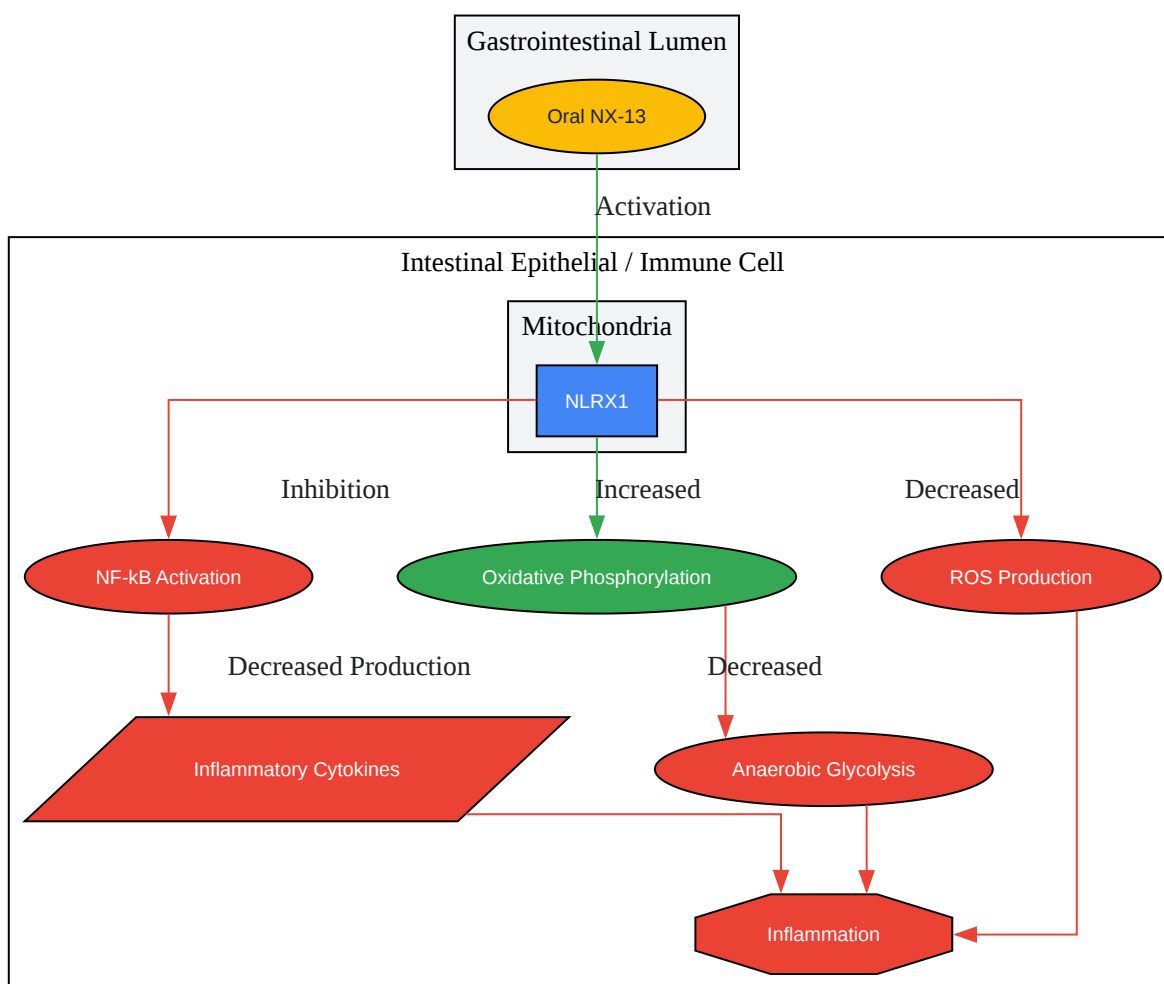 Gastrointestinal Lumen
Oral NX-13
Activation
Intestinal Epithelial / Immune Cell
Mitochondria
NLRX1
Inhibition
Increased
Decreased
NF-kB Activation
Oxidative Phosphorylation
ROS Production
Decreased Production
Decreased
Inflammatory Cytokines
Anaerobic Glycolysis
Inflammation